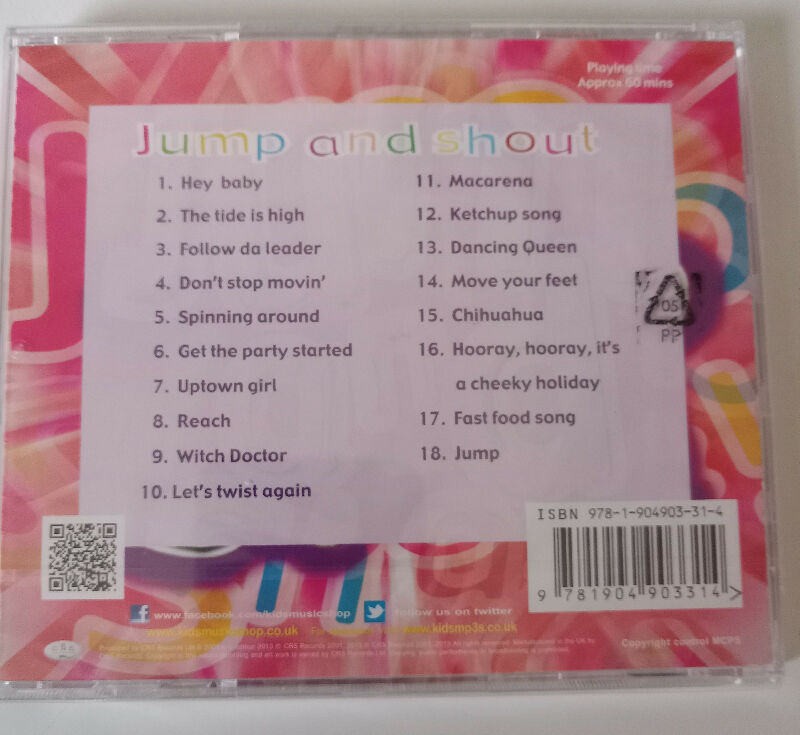 Playing time
Approx 60 mins
Jump and shout
1. Hey baby
2. The tide is high
3. Follow da leader
4. Don't stop movin'
5. Spinning around
6. Get the party started
7. Uptown girl
8. Reach
9. Witch Doctor
10. Let's twist again
11. Macarena
12. Ketchup song
13. Dancing Queen
14. Move your feet
15. Chihuahua
16. Hooray, hooray, it's
a cheeky holiday
17. Fast food song
18. Jump
05
PP
ISBN 978-1-904903-31-4
9 781904 903314 >
www.facebook.com/kidsmusicshop
follow us on twitter
www.kidsmusicshop.co.uk
www.kidsmp3s.co.uk
Copyright control MCPS